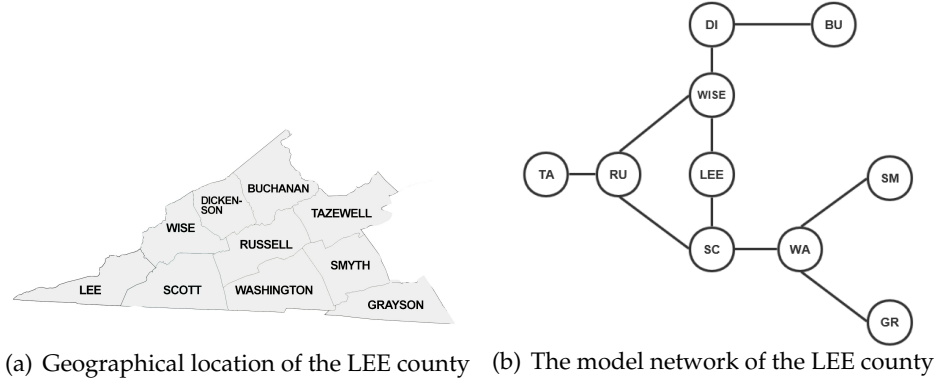 BUCHANAN
DICKEN-
SON
TAZEWELL
WISE
RUSSELL
SMYTH
LEE
SCOTT
WASHINGTON
GRAYSON
(a) Geographical location of the LEE county
DI
BU
WISE
TA
RU
LEE
SM
SC
WA
GR
(b) The model network of the LEE county